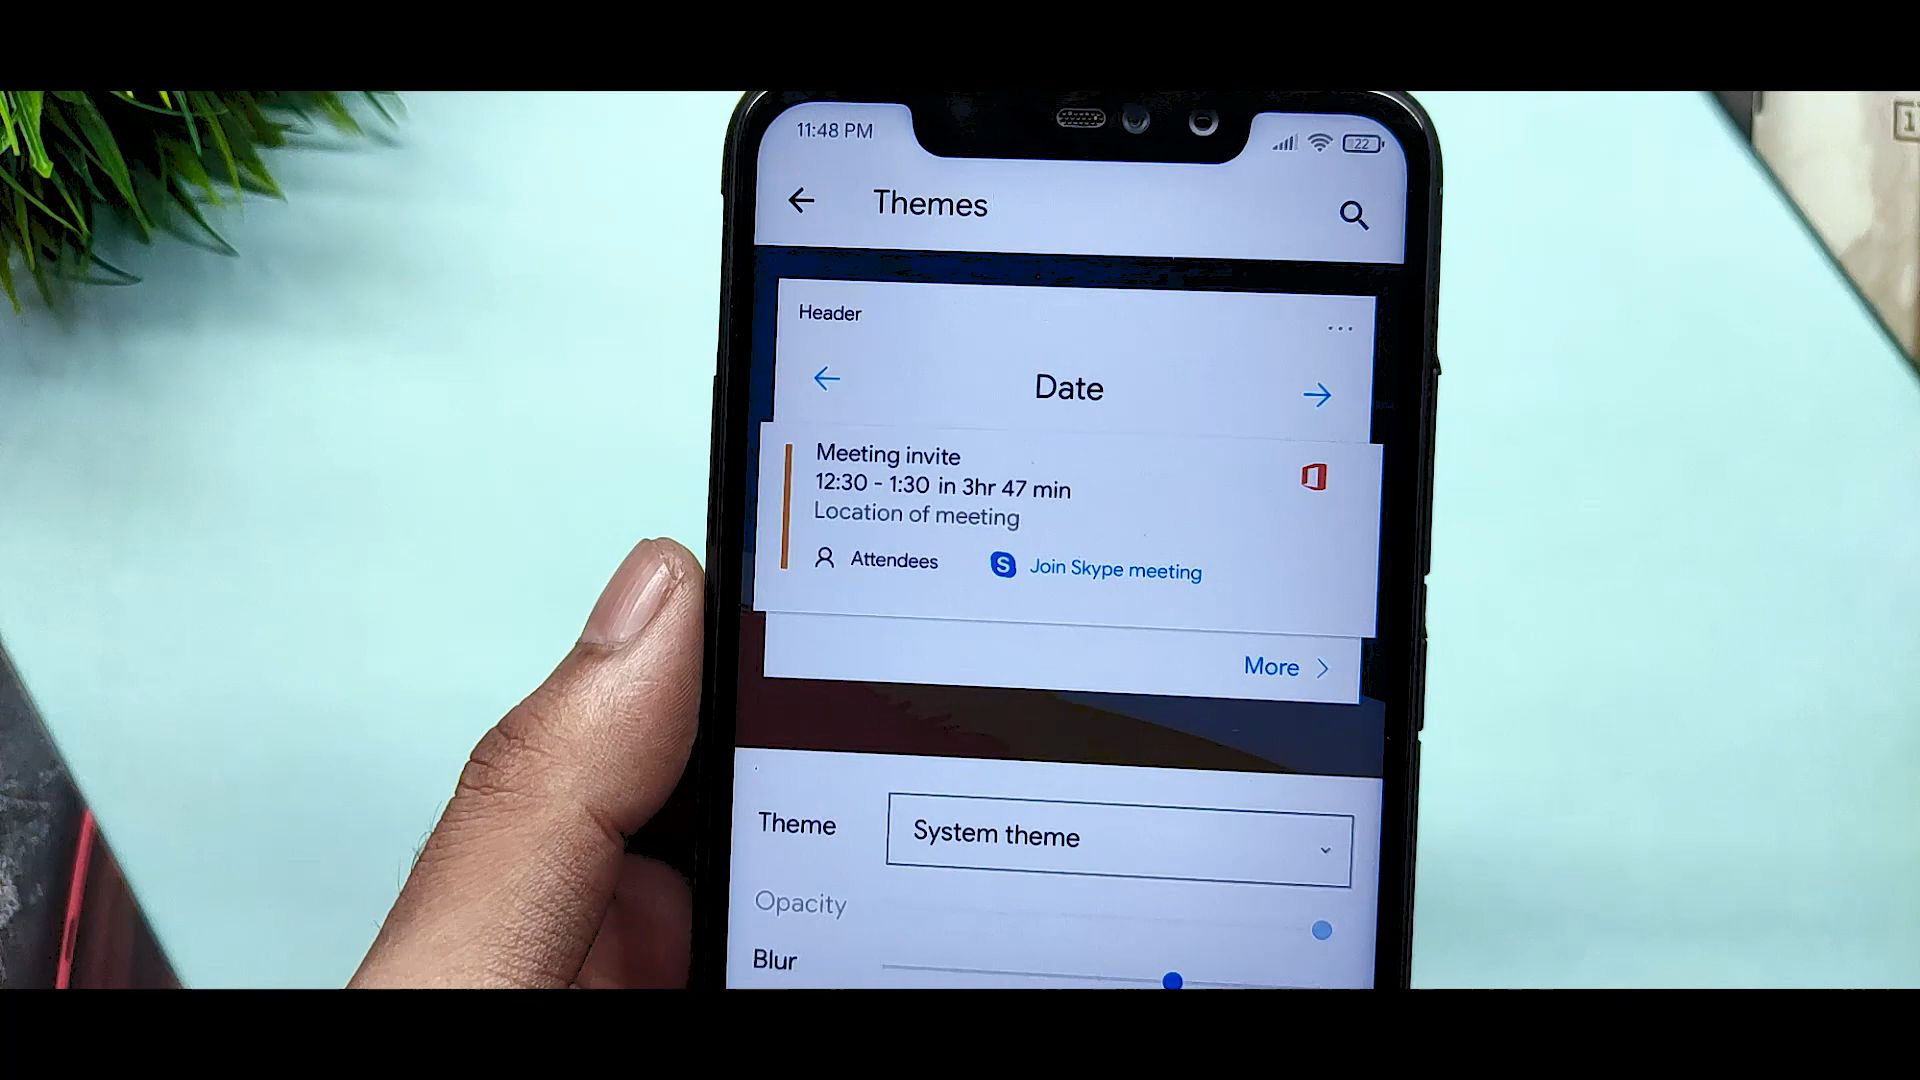 11:48 PM
22
Themes
Header
Date
Meeting invite
12:30 - 1:30 in 3hr 47 min
Location of meeting
Attendees
S Join Skype meeting
More
Theme
System theme
Opacity
Blur